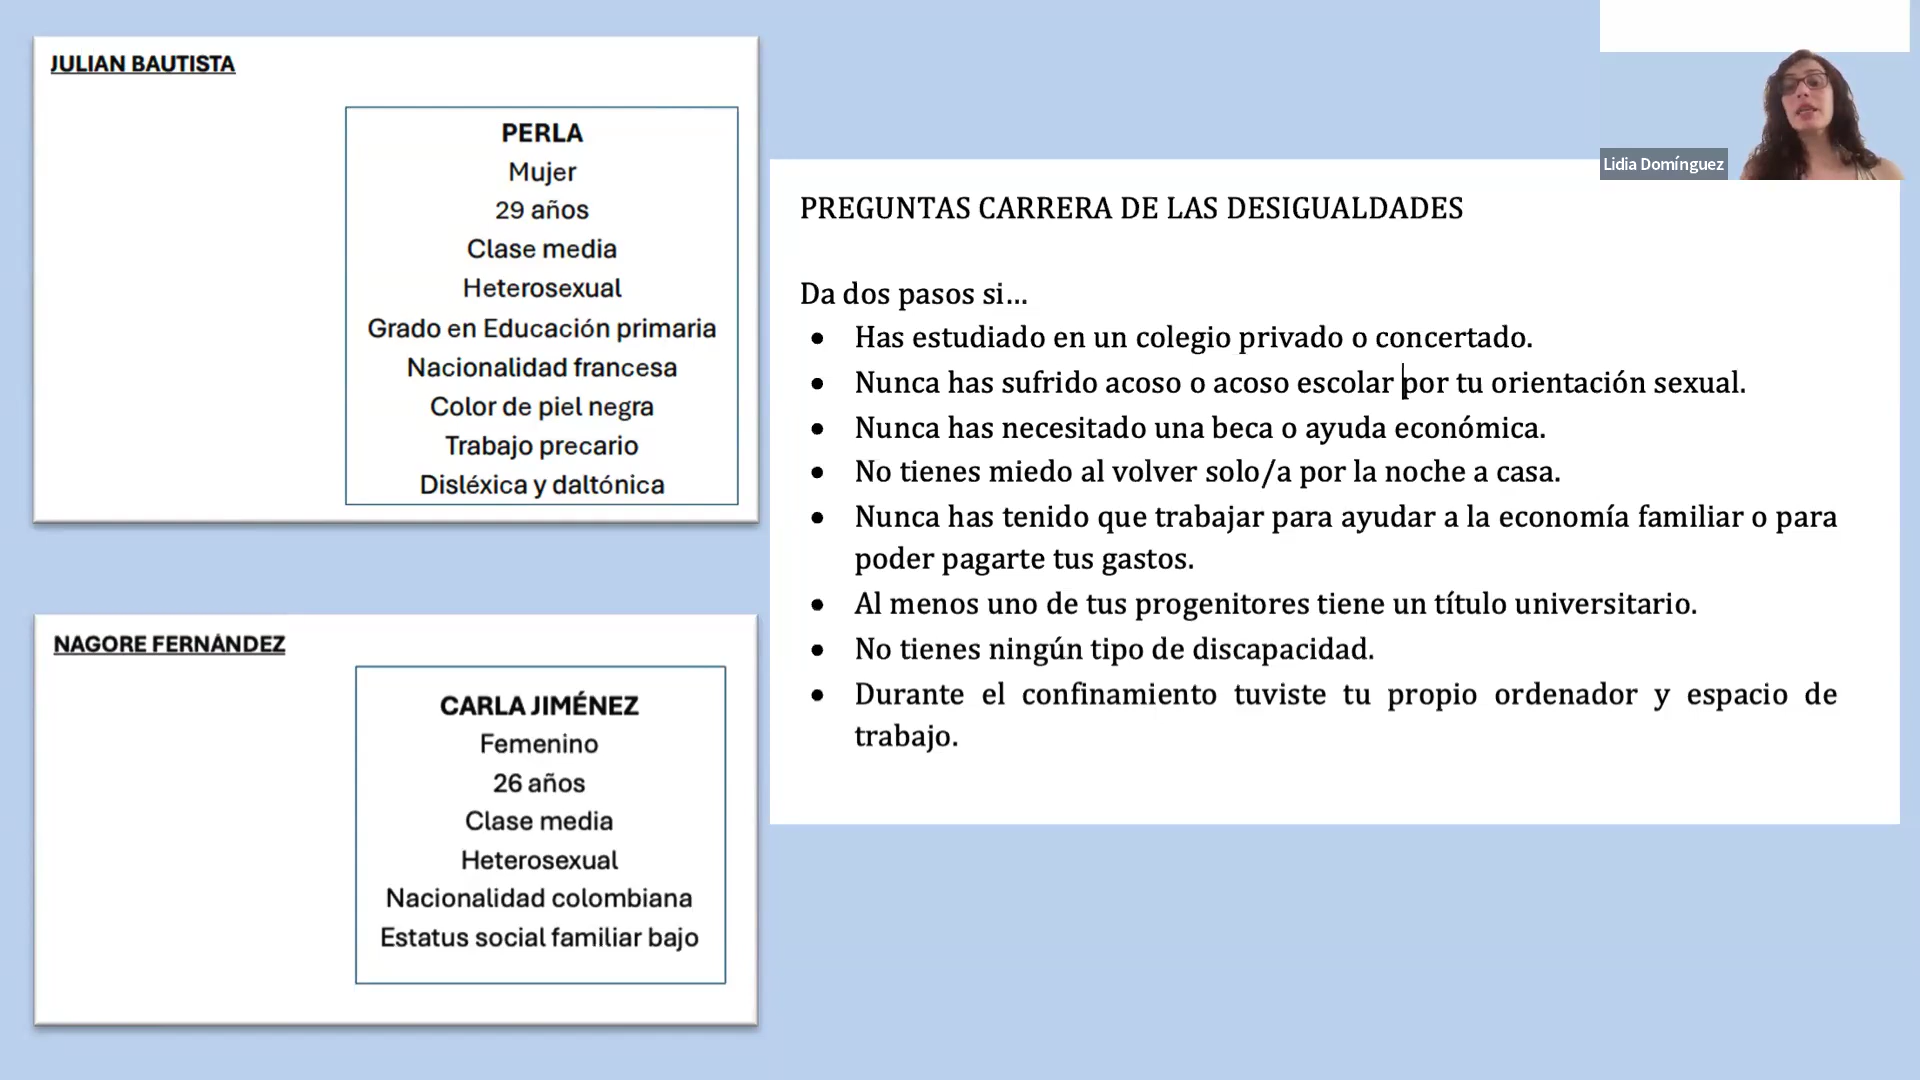 JULIAN BAUTISTA
PERLA
Mujer
29 años
Clase media
Heterosexual
Grado en Educación primaria
Nacionalidad francesa
Color de piel negra
Trabajo precario
Disléxica y daltónica
NAGORE FERNÁNDEZ
CARLA JIMÉNEZ
Femenino
26 años
Clase media
Heterosexual
Nacionalidad colombiana
Estatus social familiar bajo
Lidia Domínguez
PREGUNTAS CARRERA DE LAS DESIGUALDADES
Da dos pasos si...
• Has estudiado en un colegio privado o concertado.
• Nunca has sufrido acoso o acoso escolar por tu orientación sexual.
• Nunca has necesitado una beca o ayuda económica.
• No tienes miedo al volver solo/a por la noche a casa.
• Nunca has tenido que trabajar para ayudar a la economía familiar o para
poder pagarte tus gastos.
• Al menos uno de tus progenitores tiene un título universitario.
• No tienes ningún tipo de discapacidad.
• Durante el confinamiento tuviste tu propio ordenador y espacio de
trabajo.